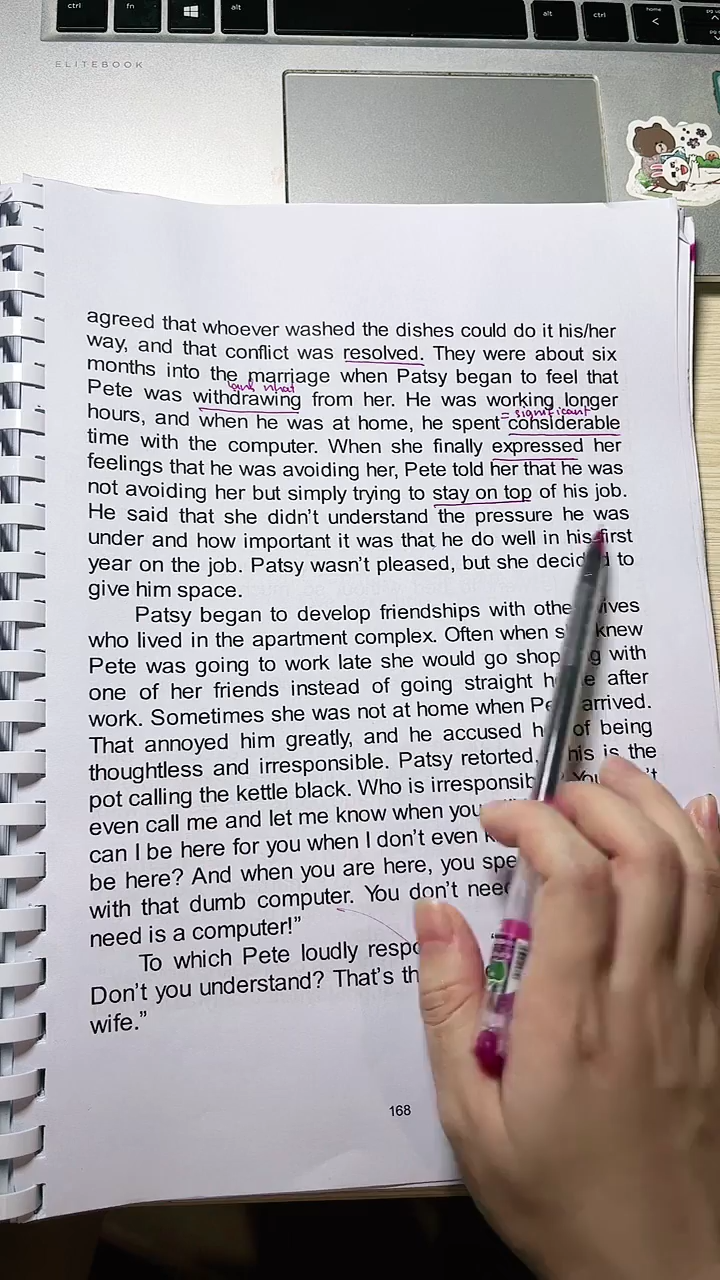 ctrl fn alt alt ctrl home
ELITEBOOK
agreed that whoever washed the dishes could do it his/her
way, and that conflict was resolved. They were about six
months into the marriage when Patsy began to feel that
Pete was withdrawing from her. He was working longer
= significant
hours, and when he was at home, he spent considerable
time with the computer. When she finally expressed her
feelings that he was avoiding her, Pete told her that he was
not avoiding her but simply trying to stay on top of his job.
He said that she didn't understand the pressure he was
under and how important it was that he do well in his first
year on the job. Patsy wasn't pleased, but she to
give him space.
Patsy began to develop friendships with
who lived in the apartment complex. Often when knew
Pete was going to work late she would go with
one of her friends instead of going straight after
work. Sometimes she was not at home when arrived.
That annoyed him greatly, and he accused of being
thoughtless and irresponsible. Patsy retorted, is the
pot calling the kettle black. Who is
even call me and let me know when you
can I be here for you when I don't even
be here? And when you are here, you
with that dumb computer. You don't
need is a computer!"
To which Pete loudly
Don't you understand? That's
wife."
168